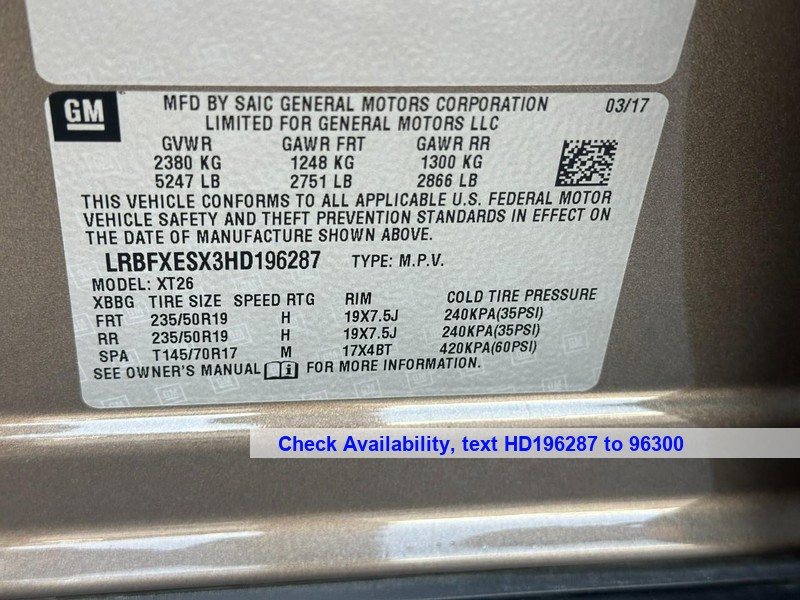 GM
MFD BY SAIC GENERAL MOTORS CORPORATION 03/17
LIMITED FOR GENERAL MOTORS LLC
GVWR GAWR FRT GAWR RR
2380 KG 1248 KG 1300 KG
5247 LB 2751 LB 2866 LB
THIS VEHICLE CONFORMS TO ALL APPLICABLE U.S. FEDERAL MOTOR
VEHICLE SAFETY AND THEFT PREVENTION STANDARDS IN EFFECT ON
THE DATE OF MANUFACTURE SHOWN ABOVE.
LRBFXESX3HD196287 TYPE: M.P.V.
MODEL: XT26
XBBG TIRE SIZE SPEED RTG RIM COLD TIRE PRESSURE
FRT 235/50R19 H 19X7.5J 240KPA(35PSI)
RR 235/50R19 H 19X7.5J 240KPA(35PSI)
SPA T145/70R17 M 17X4BT 420KPA(60PSI)
SEE OWNER'S MANUAL FOR MORE INFORMATION.
Check Availability, text HD196287 to 96300